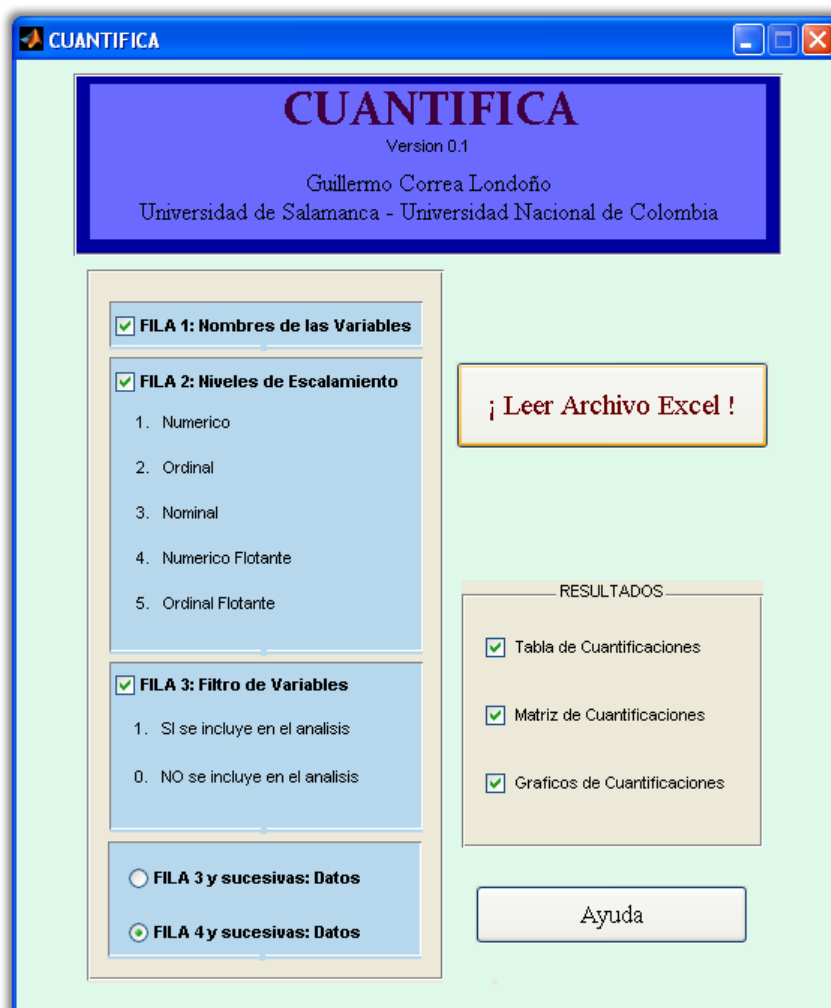 CUANTIFICA
CUANTIFICA
Version 0.1
Guillermo Correa Londoño
Universidad de Salamanca - Universidad Nacional de Colombia
FILA 1: Nombres de las Variables
FILA 2: Niveles de Escalamiento
1. Numerico
2. Ordinal
3. Nominal
4. Numerico Flotante
5. Ordinal Flotante
FILA 3: Filtro de Variables
1. SI se incluye en el analisis
0. NO se incluye en el analisis
FILA 3 y sucesivas: Datos
FILA 4 y sucesivas: Datos
¡ Leer Archivo Excel !
RESULTADOS
Tabla de Cuantificaciones
Matriz de Cuantificaciones
Graficos de Cuantificaciones
Ayuda